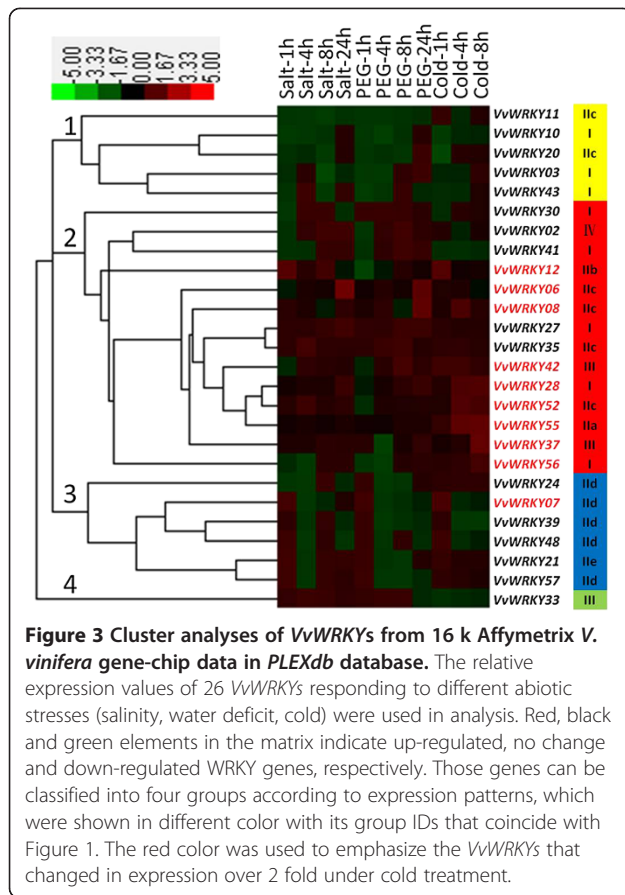 -5.00
-3.33
-1.67
0.00
1.67
3.33
5.00
Salt-1h
Salt-4h
Salt-8h
Salt-24h
PEG-1h
PEG-4h
PEG-8h
PEG-24h
Cold-1h
Cold-4h
Cold-8h
1
2
3
4
VvWRKY11 IIc
VvWRKY10 I
VvWRKY20 IIc
VvWRKY03 I
VvWRKY43 I
VvWRKY30 I
VvWRKY02 IV
VvWRKY41 I
VvWRKY12 IIb
VvWRKY06 IIc
VvWRKY08 IIc
VvWRKY27 I
VvWRKY35 IIc
VvWRKY42 III
VvWRKY28 I
VvWRKY52 IIc
VvWRKY55 IIa
VvWRKY37 III
VvWRKY56 I
VvWRKY24 IId
VvWRKY07 IId
VvWRKY39 IId
VvWRKY48 IId
VvWRKY21 IIe
VvWRKY57 IId
VvWRKY33 III
Figure 3 Cluster analyses of VvWRKYs from 16 k Affymetrix V.
vinifera gene-chip data in PLEXdb database. The relative
expression values of 26 VvWRKYs responding to different abiotic
stresses (salinity, water deficit, cold) were used in analysis. Red, black
and green elements in the matrix indicate up-regulated, no change
and down-regulated WRKY genes, respectively. Those genes can be
classified into four groups according to expression patterns, which
were shown in different color with its group IDs that coincide with
Figure 1. The red color was used to emphasize the VvWRKYs that
changed in expression over 2 fold under cold treatment.